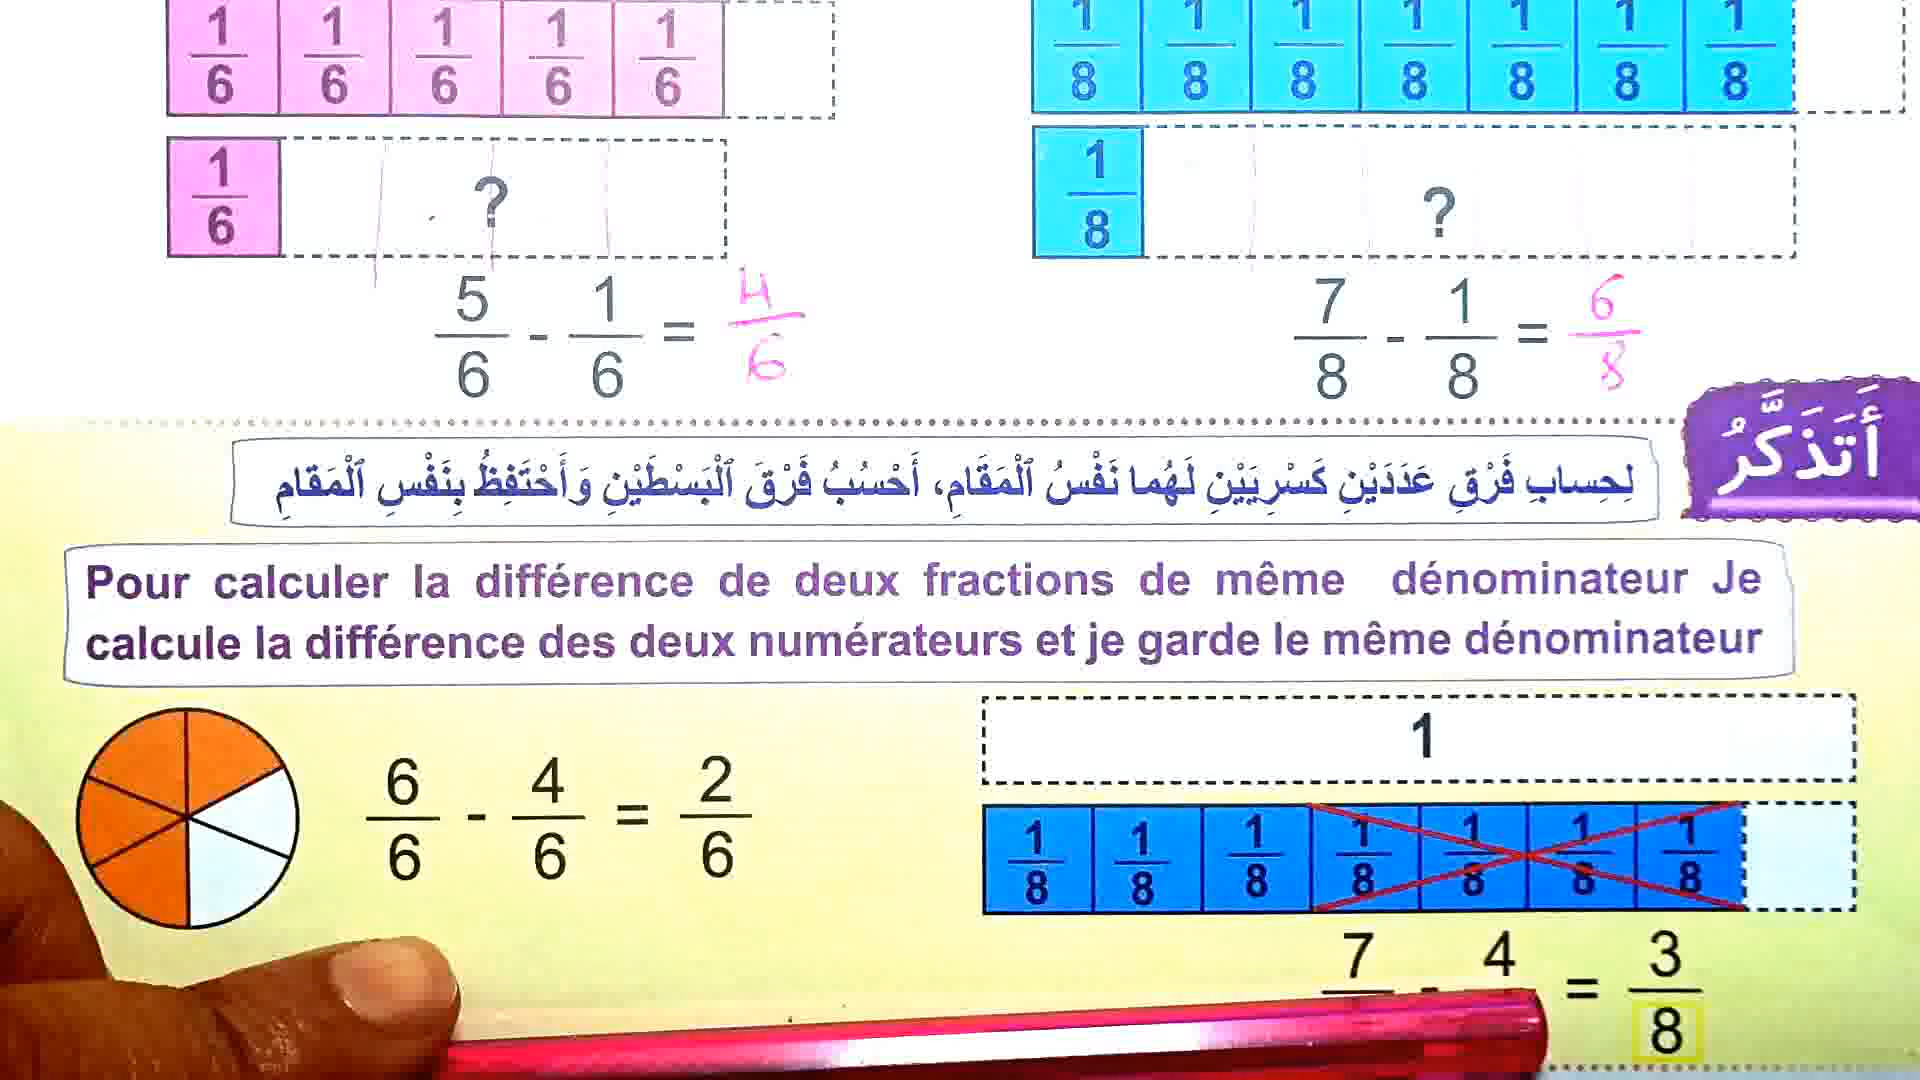 1/6 1/6 1/6 1/6 1/6
1/8 1/8 1/8 1/8 1/8 1/8 1/8
1/6 ?
1/8 ?
5/6 - 1/6 = 4/6
7/8 - 1/8 = 6/8
أَتَذَكَّرُ
لِحِسابِ فَرْقِ عَدَدَيْنِ كَسْرِيَيْنِ لَهُما نَفْسُ ٱلْمَقَامِ، أَحْسُبُ فَرْقَ ٱلْبَسْطَيْنِ وَأَحْتَفِظُ بِنَفْسِ ٱلْمَقامِ
Pour calculer la différence de deux fractions de même dénominateur Je
calcule la différence des deux numérateurs et je garde le même dénominateur
6/6 - 4/6 = 2/6
1
1/8 1/8 1/8 1/8 1/8 1/8 1/8
7 - 4 = 3/8